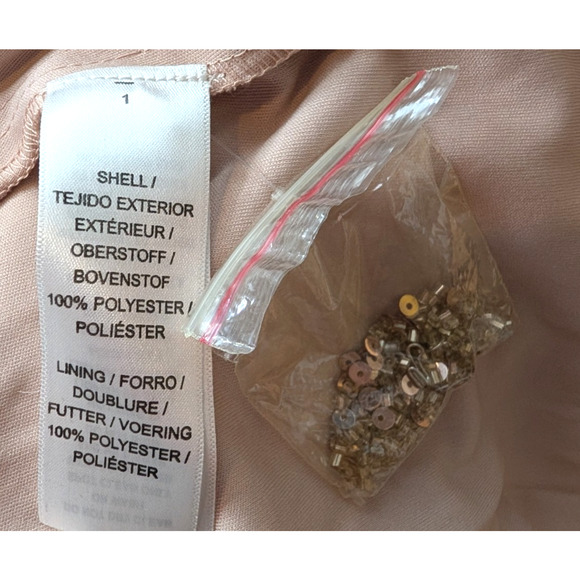 1
SHELL /
TEJIDO EXTERIOR
EXTÉRIEUR /
OBERSTOFF /
BOVENSTOF
100% POLYESTER /
POLIÉSTER
LINING / FORRO /
DOUBLURE /
FUTTER / VOERING
100% POLYESTER /
POLIÉSTER